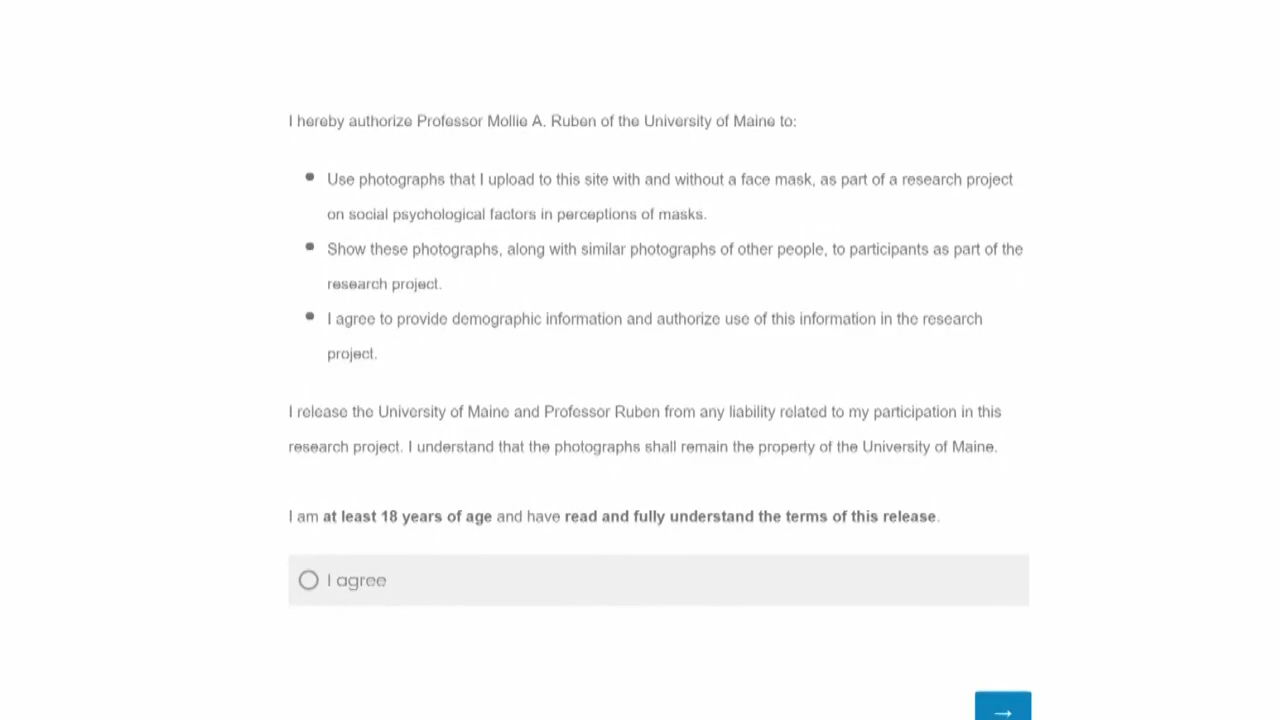 I hereby authorize Professor Mollie A. Ruben of the University of Maine to:
Use photographs that I upload to this site with and without a face mask, as part of a research project
on social psychological factors in perceptions of masks.
Show these photographs, along with similar photographs of other people, to participants as part of the
research project.
I agree to provide demographic information and authorize use of this information in the research
project.
I release the University of Maine and Professor Ruben from any liability related to my participation in this
research project. I understand that the photographs shall remain the property of the University of Maine.
I am at least 18 years of age and have read and fully understand the terms of this release.
I agree
→